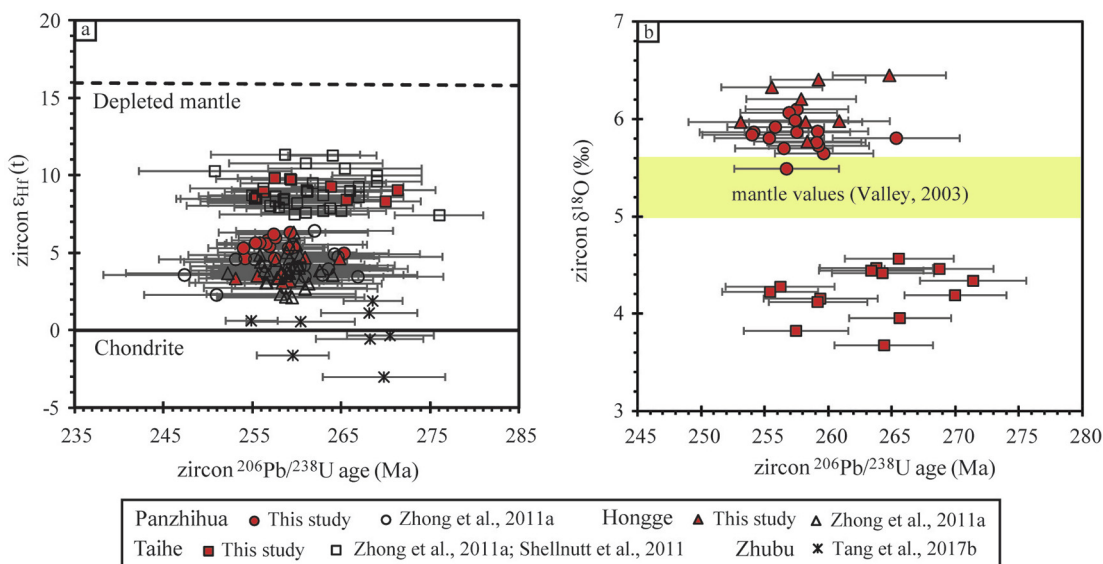 a
20
15
10
5
0
-5
zircon εHf (t)
Depleted mantle
Chondrite
235 245 255 265 275 285
zircon ²⁰⁶Pb/²³⁸U age (Ma)
b
7
6
5
4
3
zircon δ¹⁸O (‰)
mantle values (Valley, 2003)
245 250 255 260 265 270 275 280
zircon ²⁰⁶Pb/²³⁸U age (Ma)
Panzhihua This study Zhong et al., 2011a Hongge This study Zhong et al., 2011a
Taihe This study Zhong et al., 2011a; Shellnutt et al., 2011 Zhubu Tang et al., 2017b